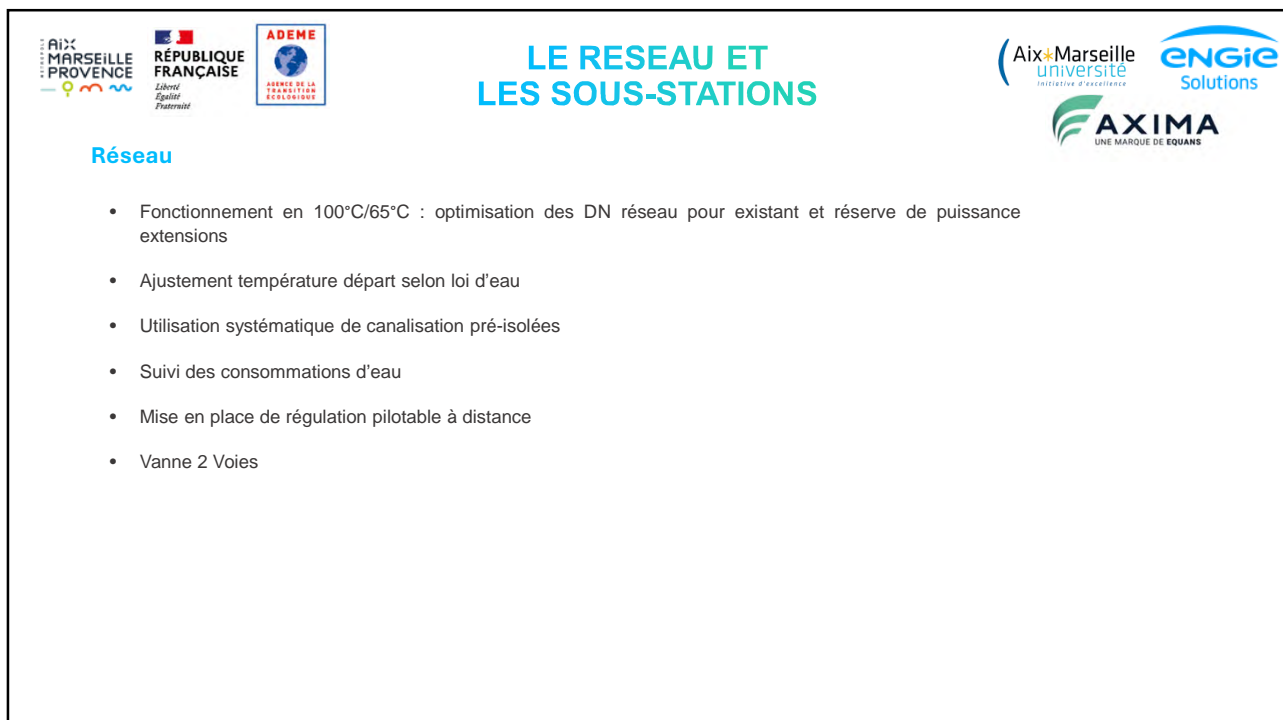 MÉTROPOLE
AiX
MARSEiLLE
PROVENCE
RÉPUBLIQUE
FRANÇAISE
Liberté
Égalité
Fraternité
ADEME
AGENCE DE LA
TRANSITION
ÉCOLOGIQUE
LE RESEAU ET
LES SOUS-STATIONS
Aix*Marseille
université
Initiative d'excellence
ENGiE
Solutions
AXIMA
UNE MARQUE DE EQUANS
Réseau
• Fonctionnement en 100°C/65°C : optimisation des DN réseau pour existant et réserve de puissance
extensions
• Ajustement température départ selon loi d'eau
• Utilisation systématique de canalisation pré-isolées
• Suivi des consommations d'eau
• Mise en place de régulation pilotable à distance
• Vanne 2 Voies